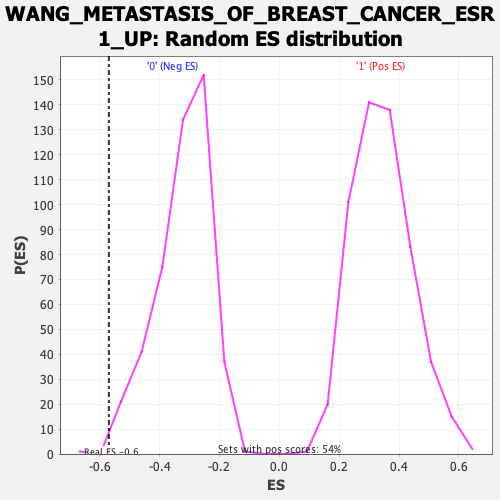 WANG_METASTASIS_OF_BREAST_CANCER_ESR
1_UP: Random ES distribution
'0' (Neg ES)
'1' (Pos ES)
150
140
130
120
110
100
90
80
70
60
50
40
30
20
10
0
P(ES)
Real ES -0.6
Sets with pos scores: 54%
-0.6 -0.4 -0.2 0.0 0.2 0.4 0.6
ES